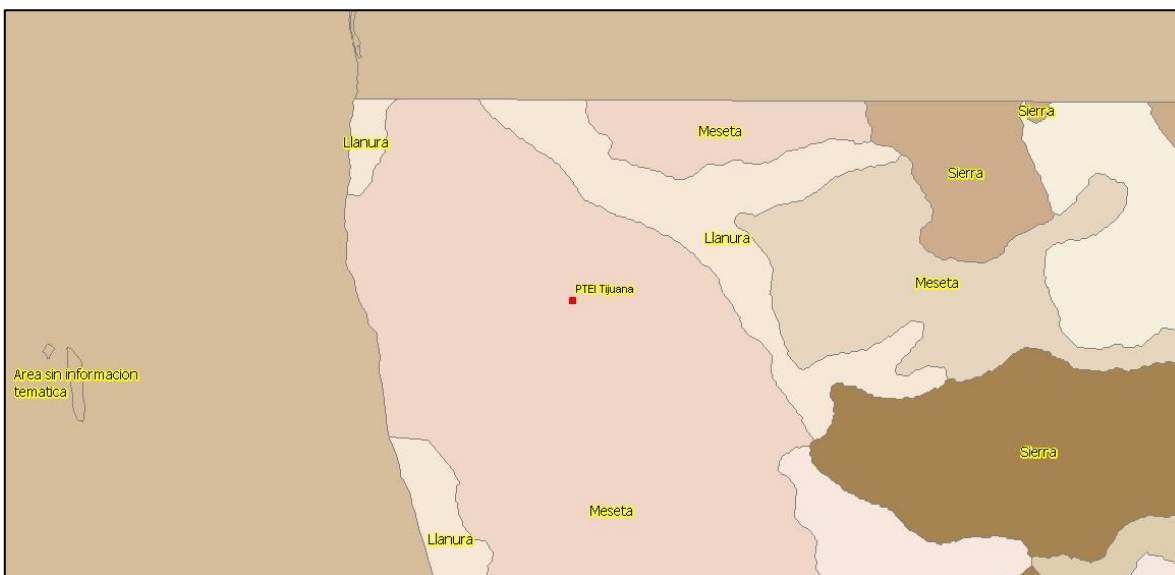 Sierra
Meseta
Llanura
Sierra
Llanura
Meseta
PTEI Tijuana
Area sin informacion
tematica
Sierra
Meseta
Llanura